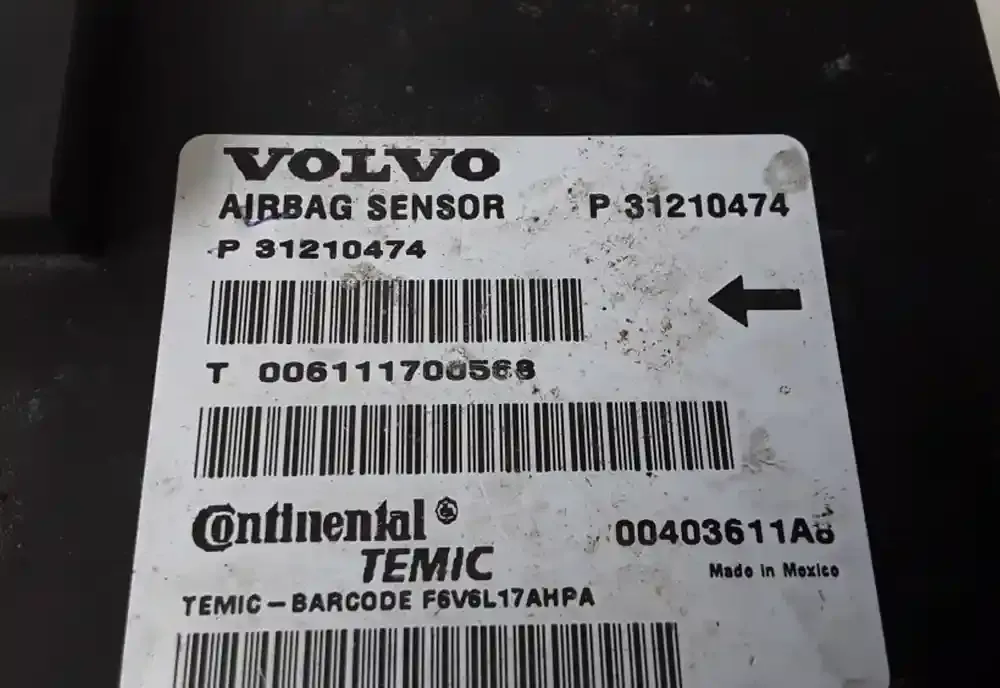 VOLVO
AIRBAG SENSOR P 31210474
P 31210474
T 006111700568
Continental®
TEMIC
00403611A8
Made in Mexico
TEMIC-BARCODE F6V6L17AHPA